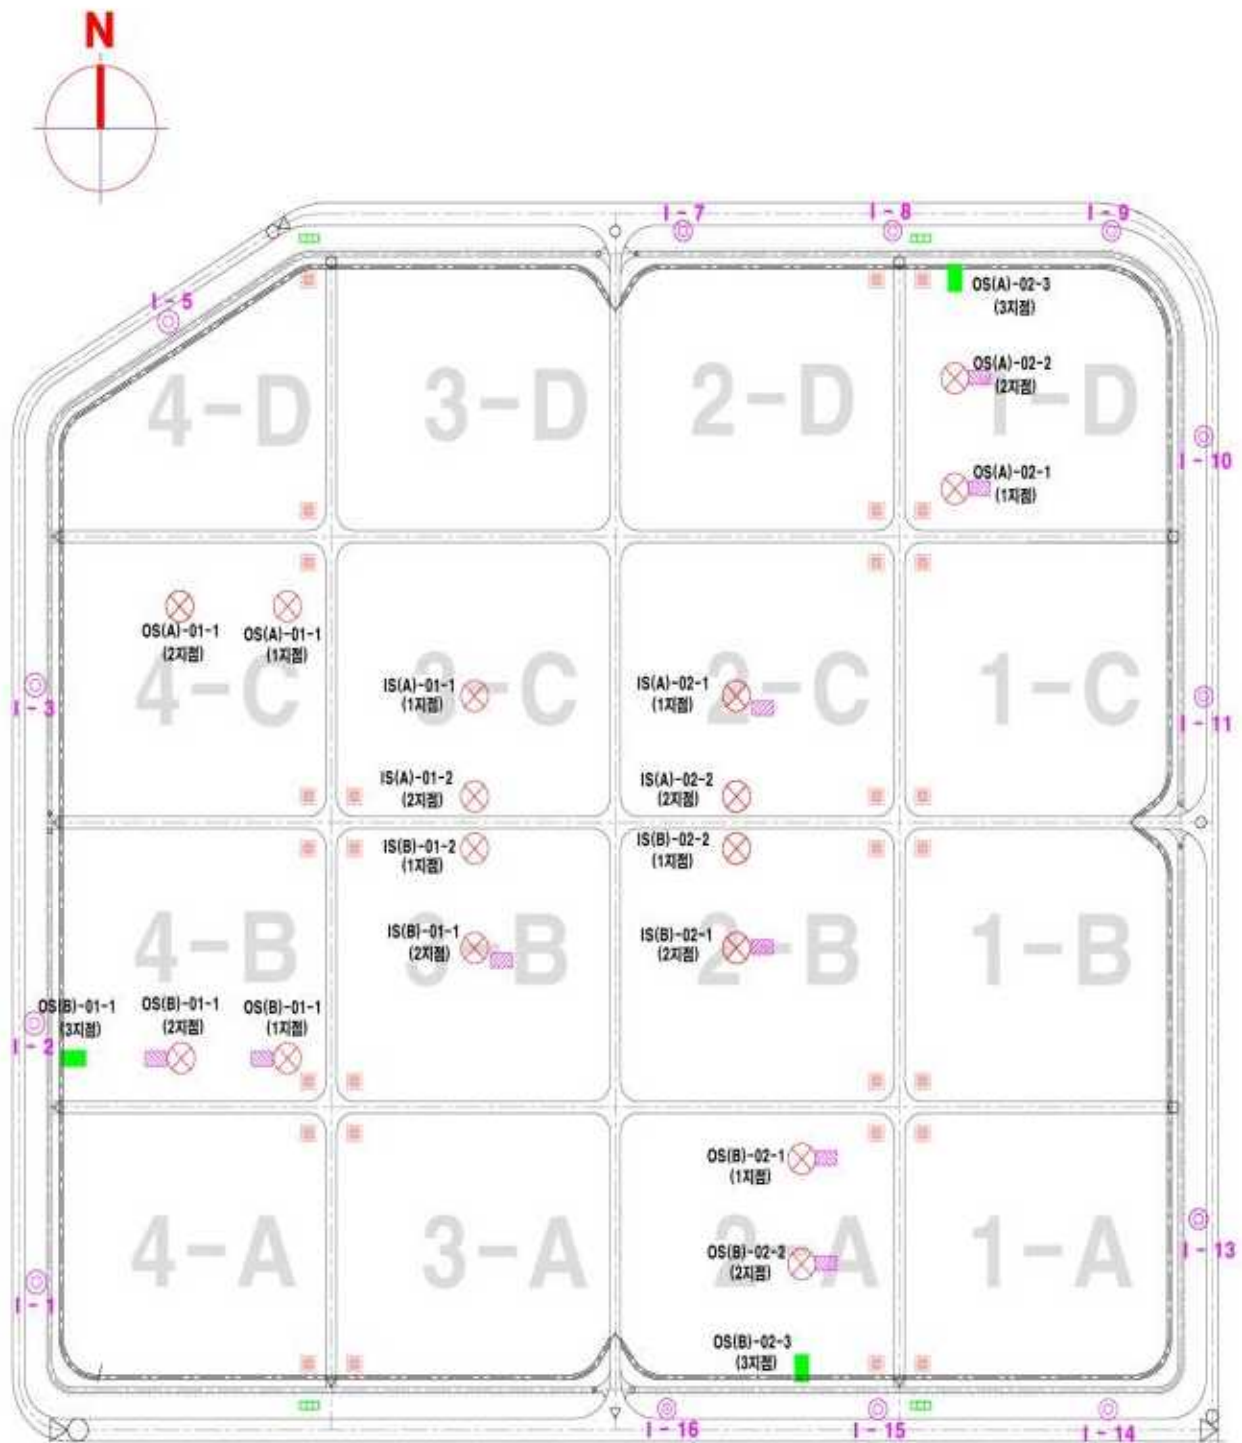 N
I-7
I-8
I-9
I-5
OS(A)-02-3
(3지점)
4-D
3-D
2-D
1-D
OS(A)-02-2
(2지점)
I-10
OS(A)-02-1
(1지점)
OS(A)-01-1
(2지점)
OS(A)-01-1
(1지점)
4-C
3-C
2-C
1-C
IS(A)-01-1
(1지점)
IS(A)-02-1
(1지점)
I-3
I-11
IS(A)-01-2
(2지점)
IS(A)-02-2
(2지점)
IS(B)-01-2
(1지점)
IS(B)-02-2
(1지점)
4-B
3-B
2-B
1-B
IS(B)-01-1
(2지점)
IS(B)-02-1
(2지점)
OS(B)-01-1
(3지점)
OS(B)-01-1
(2지점)
OS(B)-01-1
(1지점)
I-2
OS(B)-02-1
(1지점)
4-A
3-A
2-A
1-A
OS(B)-02-2
(2지점)
I-13
I-1
OS(B)-02-3
(3지점)
I-16
I-15
I-14